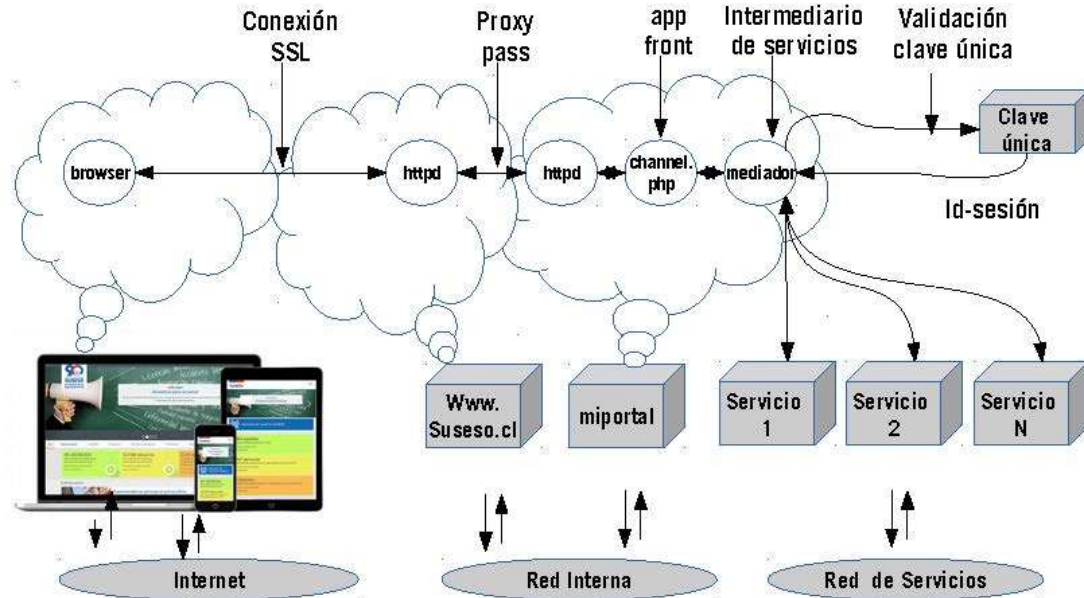 Conexión
SSL
Proxy
pass
app
front
Intermediario
de servicios
Validación
clave única
Clave
única
browser
httpd
httpd
channel.
php
mediador
Id-sesión
Www.
Suseso.cl
miportal
Servicio
1
Servicio
2
Servicio
N
Internet
Red Interna
Red de Servicios